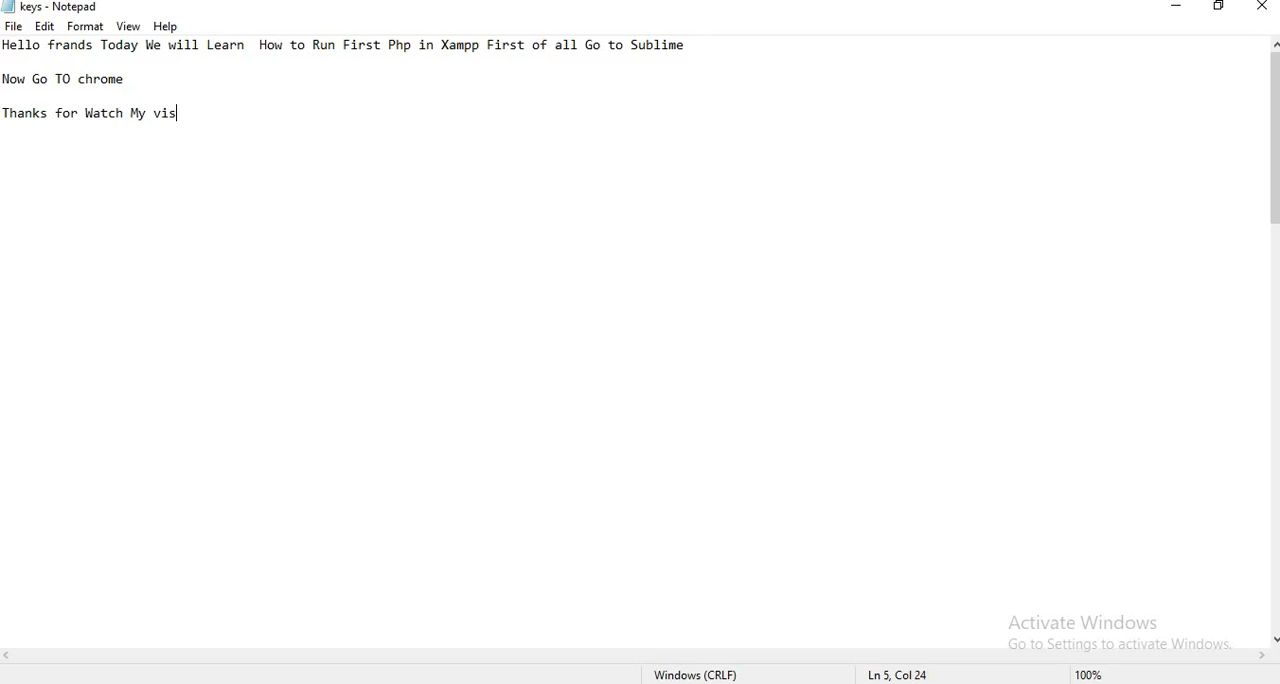 keys - Notepad
File Edit Format View Help
Hello frands Today We will Learn  How to Run First Php in Xampp First of all Go to Sublime
Now Go TO chrome
Thanks for Watch My vis
Activate Windows
Go to Settings to activate Windows.
Windows (CRLF) Ln 5, Col 24 100%